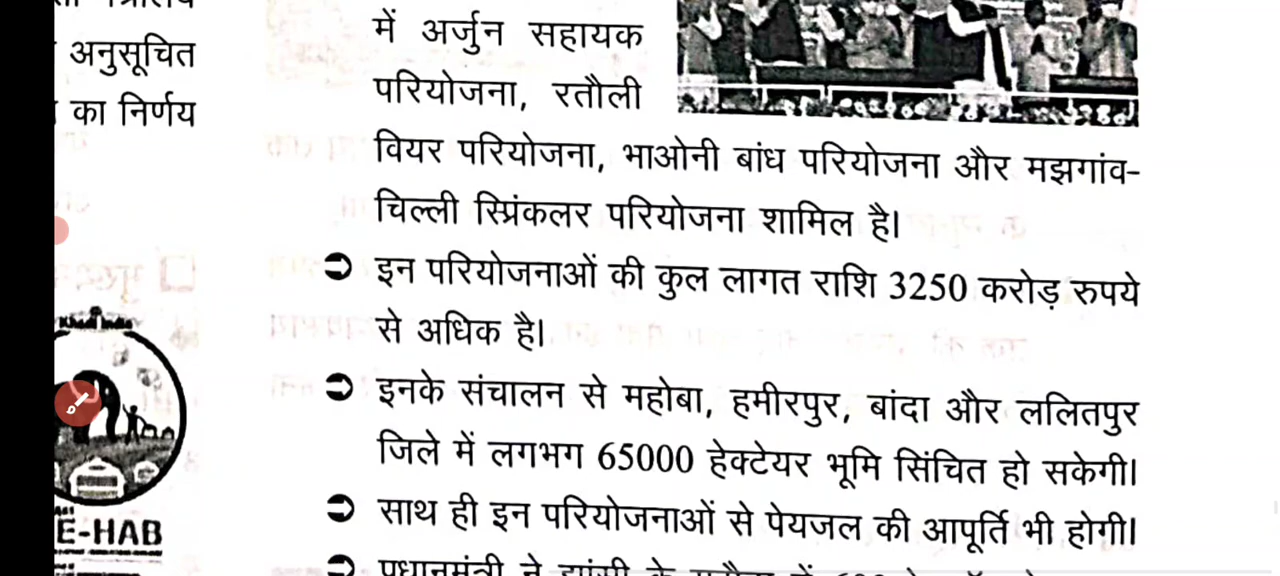 अनुसूचित
का निर्णय
में अर्जुन सहायक
परियोजना, रतौली
वियर परियोजना, भाओनी बांध परियोजना और मझगांव-
चिल्ली स्प्रिंकलर परियोजना शामिल है।
➲ इन परियोजनाओं की कुल लागत राशि 3250 करोड़ रुपये
से अधिक है।
➲ इनके संचालन से महोबा, हमीरपुर, बांदा और ललितपुर
जिले में लगभग 65000 हेक्टेयर भूमि सिंचित हो सकेगी।
➲ साथ ही इन परियोजनाओं से पेयजल की आपूर्ति भी होगी।
➲ प्रधानमंत्री ने झांसी के
E-HAB